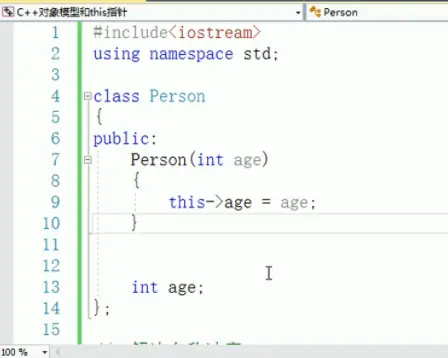 C++对象模型和this指针
Person
1 #include<iostream>
2 using namespace std;
3
4 class Person
5 {
6 public:
7 Person(int age)
8 {
9 this->age = age;
10 }
11
12
13 int age;
14 };
15
100 %